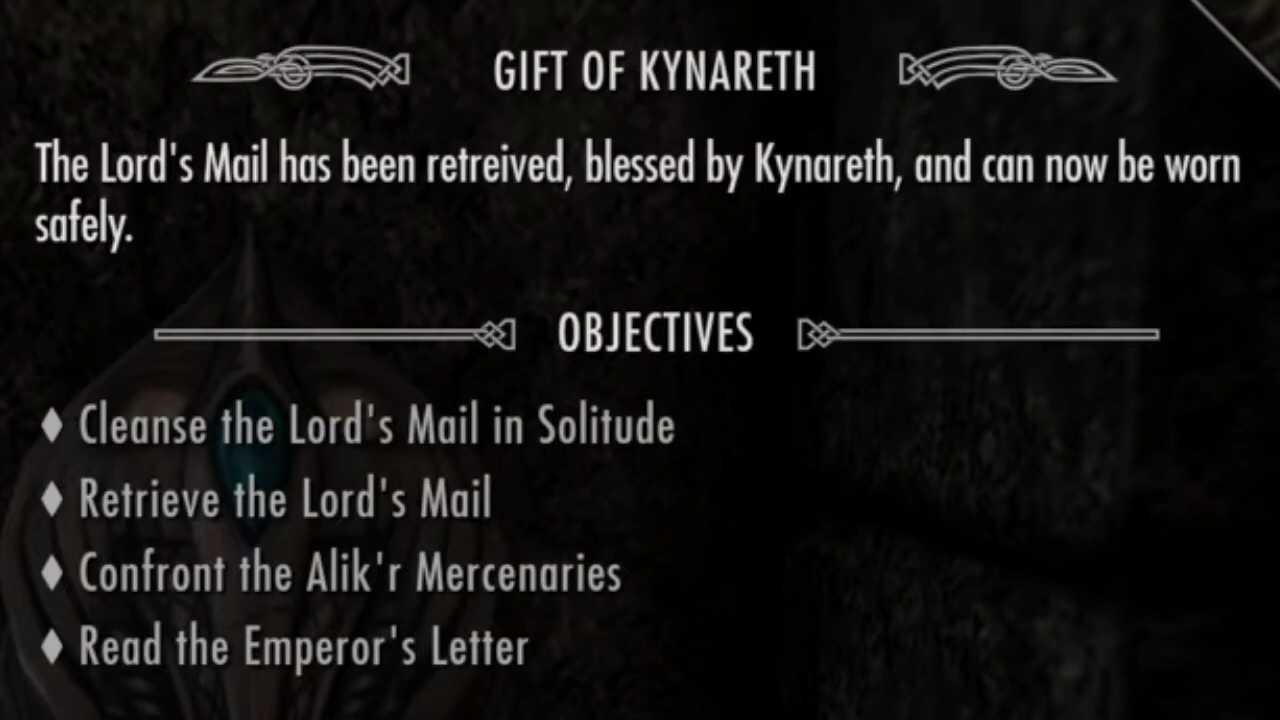 GIFT OF KYNARETH
The Lord's Mail has been retreived, blessed by Kynareth, and can now be worn
safely.
OBJECTIVES
Cleanse the Lord's Mail in Solitude
Retrieve the Lord's Mail
Confront the Alik'r Mercenaries
Read the Emperor's Letter